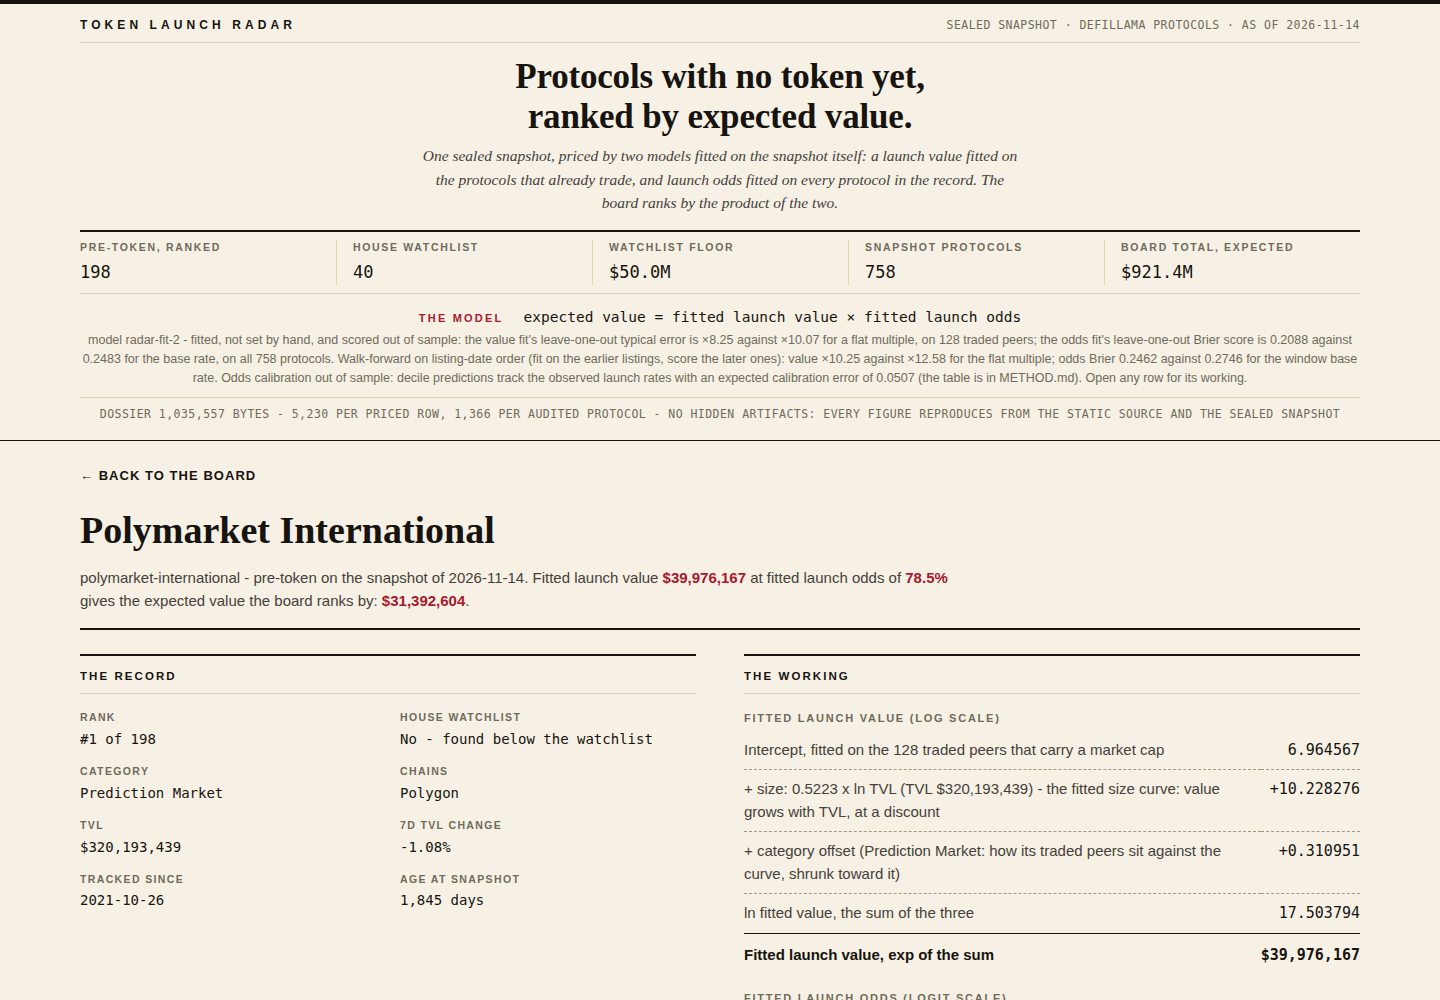 TOKEN LAUNCH RADAR
SEALED SNAPSHOT · DEFILLAMA PROTOCOLS · AS OF 2026-11-14
Protocols with no token yet,
ranked by expected value.
One sealed snapshot, priced by two models fitted on the snapshot itself: a launch value fitted on
the protocols that already trade, and launch odds fitted on every protocol in the record. The
board ranks by the product of the two.
PRE-TOKEN, RANKED
198
HOUSE WATCHLIST
40
WATCHLIST FLOOR
$50.0M
SNAPSHOT PROTOCOLS
758
BOARD TOTAL, EXPECTED
$921.4M
THE MODEL expected value = fitted launch value × fitted launch odds
model radar-fit-2 - fitted, not set by hand, and scored out of sample: the value fit's leave-one-out typical error is ×8.25 against ×10.07 for a flat multiple, on 128 traded peers; the odds fit's leave-one-out Brier score is 0.2088 against
0.2483 for the base rate, on all 758 protocols. Walk-forward on listing-date order (fit on the earlier listings, score the later ones): value ×10.25 against ×12.58 for the flat multiple; odds Brier 0.2462 against 0.2746 for the window base
rate. Odds calibration out of sample: decile predictions track the observed launch rates with an expected calibration error of 0.0507 (the table is in METHOD.md). Open any row for its working.
DOSSIER 1,035,557 BYTES - 5,230 PER PRICED ROW, 1,366 PER AUDITED PROTOCOL - NO HIDDEN ARTIFACTS: EVERY FIGURE REPRODUCES FROM THE STATIC SOURCE AND THE SEALED SNAPSHOT
← BACK TO THE BOARD
Polymarket International
polymarket-international - pre-token on the snapshot of 2026-11-14. Fitted launch value $39,976,167 at fitted launch odds of 78.5%
gives the expected value the board ranks by: $31,392,604.
THE RECORD
RANK
#1 of 198
HOUSE WATCHLIST
No - found below the watchlist
CATEGORY
Prediction Market
CHAINS
Polygon
TVL
$320,193,439
7D TVL CHANGE
-1.08%
TRACKED SINCE
2021-10-26
AGE AT SNAPSHOT
1,845 days
THE WORKING
FITTED LAUNCH VALUE (LOG SCALE)
Intercept, fitted on the 128 traded peers that carry a market cap 6.964567
+ size: 0.5223 x ln TVL (TVL $320,193,439) - the fitted size curve: value +10.228276
grows with TVL, at a discount
+ category offset (Prediction Market: how its traded peers sit against the +0.310951
curve, shrunk toward it)
ln fitted value, the sum of the three 17.503794
Fitted launch value, exp of the sum $39,976,167
FITTED LAUNCH ODDS (LOGIT SCALE)